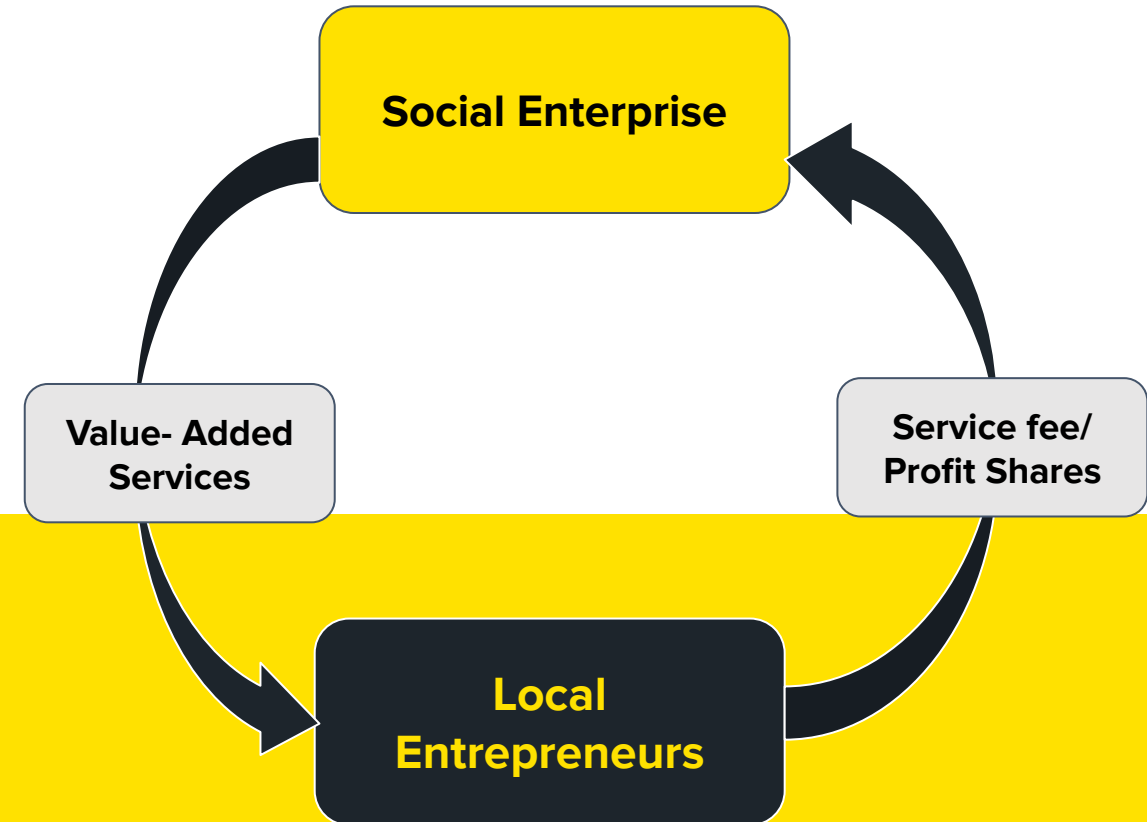 Social Enterprise
Value- Added
Services
Service fee/
Profit Shares
Local
Entrepreneurs